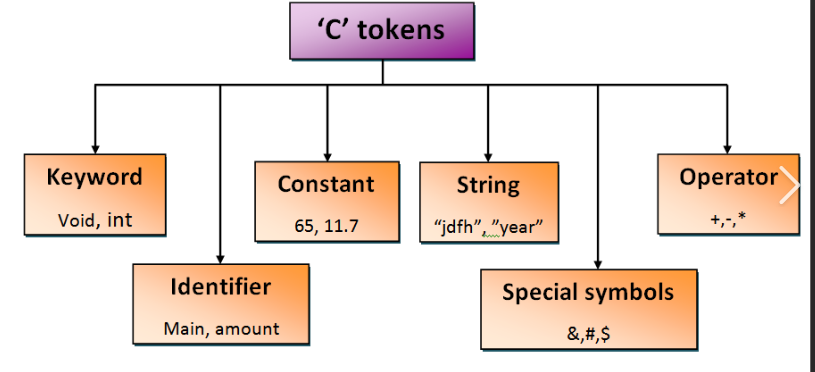 ‘C’ tokens
Keyword
Void, int
Constant
65, 11.7
String
“jdfh”, ”year”
Operator
+,-,*
Identifier
Main, amount
Special symbols
&,#,$